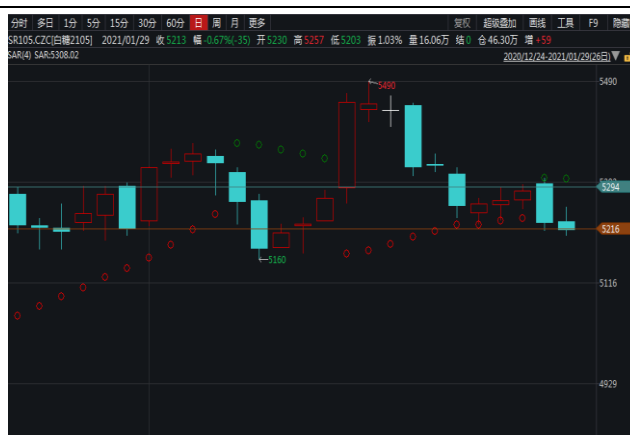 分时 多日 1分 5分 15分 30分 60分 日 周 月 更多 复权 超级叠加 画线 工具 F9 隐藏
SR105.CZC[白糖2105] 2021/01/29 收5213 幅-0.67%(-35) 开5230 高5257 低5203 振1.03% 量16.06万 结0 仓46.30万 增+59
SAR(4) SAR:5308.02 2020/12/24-2021/01/29(26日)
5490
5490
5294
5216
5160
5116
4929